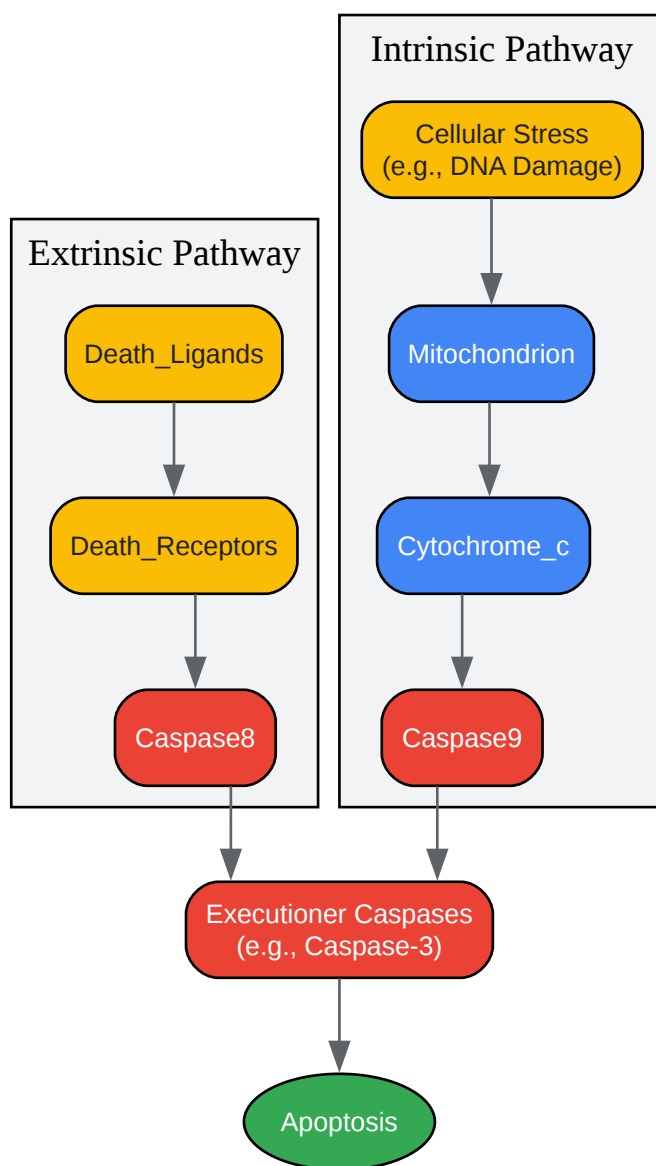 Intrinsic Pathway
Cellular Stress
(e.g., DNA Damage)
Extrinsic Pathway
Death_Ligands
Mitochondrion
Death_Receptors
Cytochrome_c
Caspase8
Caspase9
Executioner Caspases
(e.g., Caspase-3)
Apoptosis